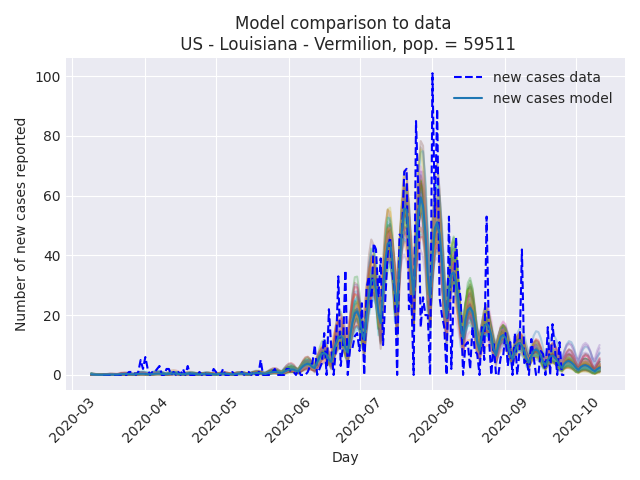 Model comparison to data
US - Louisiana - Vermilion, pop. = 59511
new cases data
new cases model
Number of new cases reported
100
80
60
40
20
0
2020-03
2020-04
2020-05
2020-06
2020-07
2020-08
2020-09
2020-10
Day